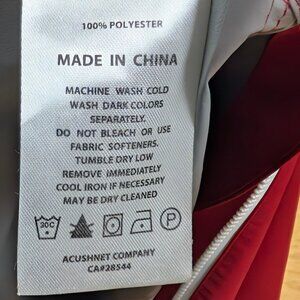 100% POLYESTER
MADE IN CHINA
MACHINE WASH COLD
WASH DARK COLORS
SEPARATELY.
DO NOT BLEACH OR USE
FABRIC SOFTENERS.
TUMBLE DRY LOW
REMOVE IMMEDIATELY
COOL IRON IF NECESSARY
MAY BE DRY CLEANED
30C P
ACUSHNET COMPANY
CA#28544